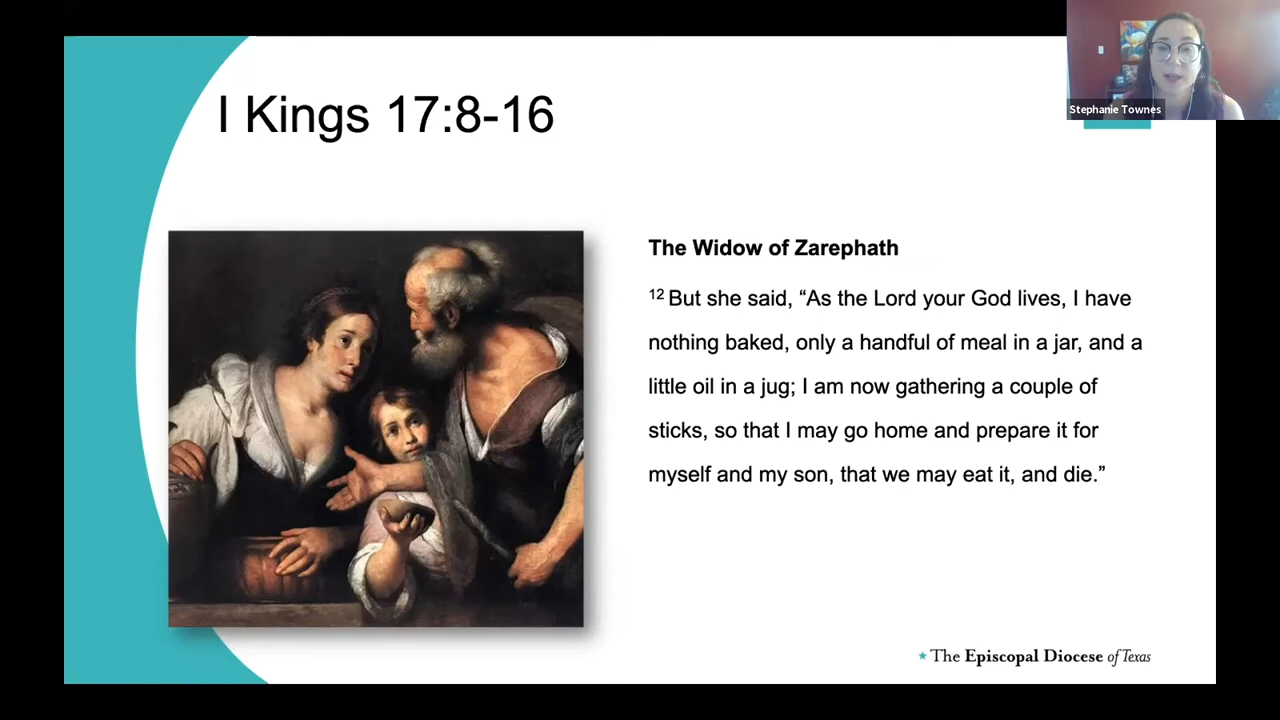 I Kings 17:8-16
Stephanie Townes
The Widow of Zarephath
12 But she said, “As the Lord your God lives, I have
nothing baked, only a handful of meal in a jar, and a
little oil in a jug; I am now gathering a couple of
sticks, so that I may go home and prepare it for
myself and my son, that we may eat it, and die.”
The Episcopal Diocese of Texas